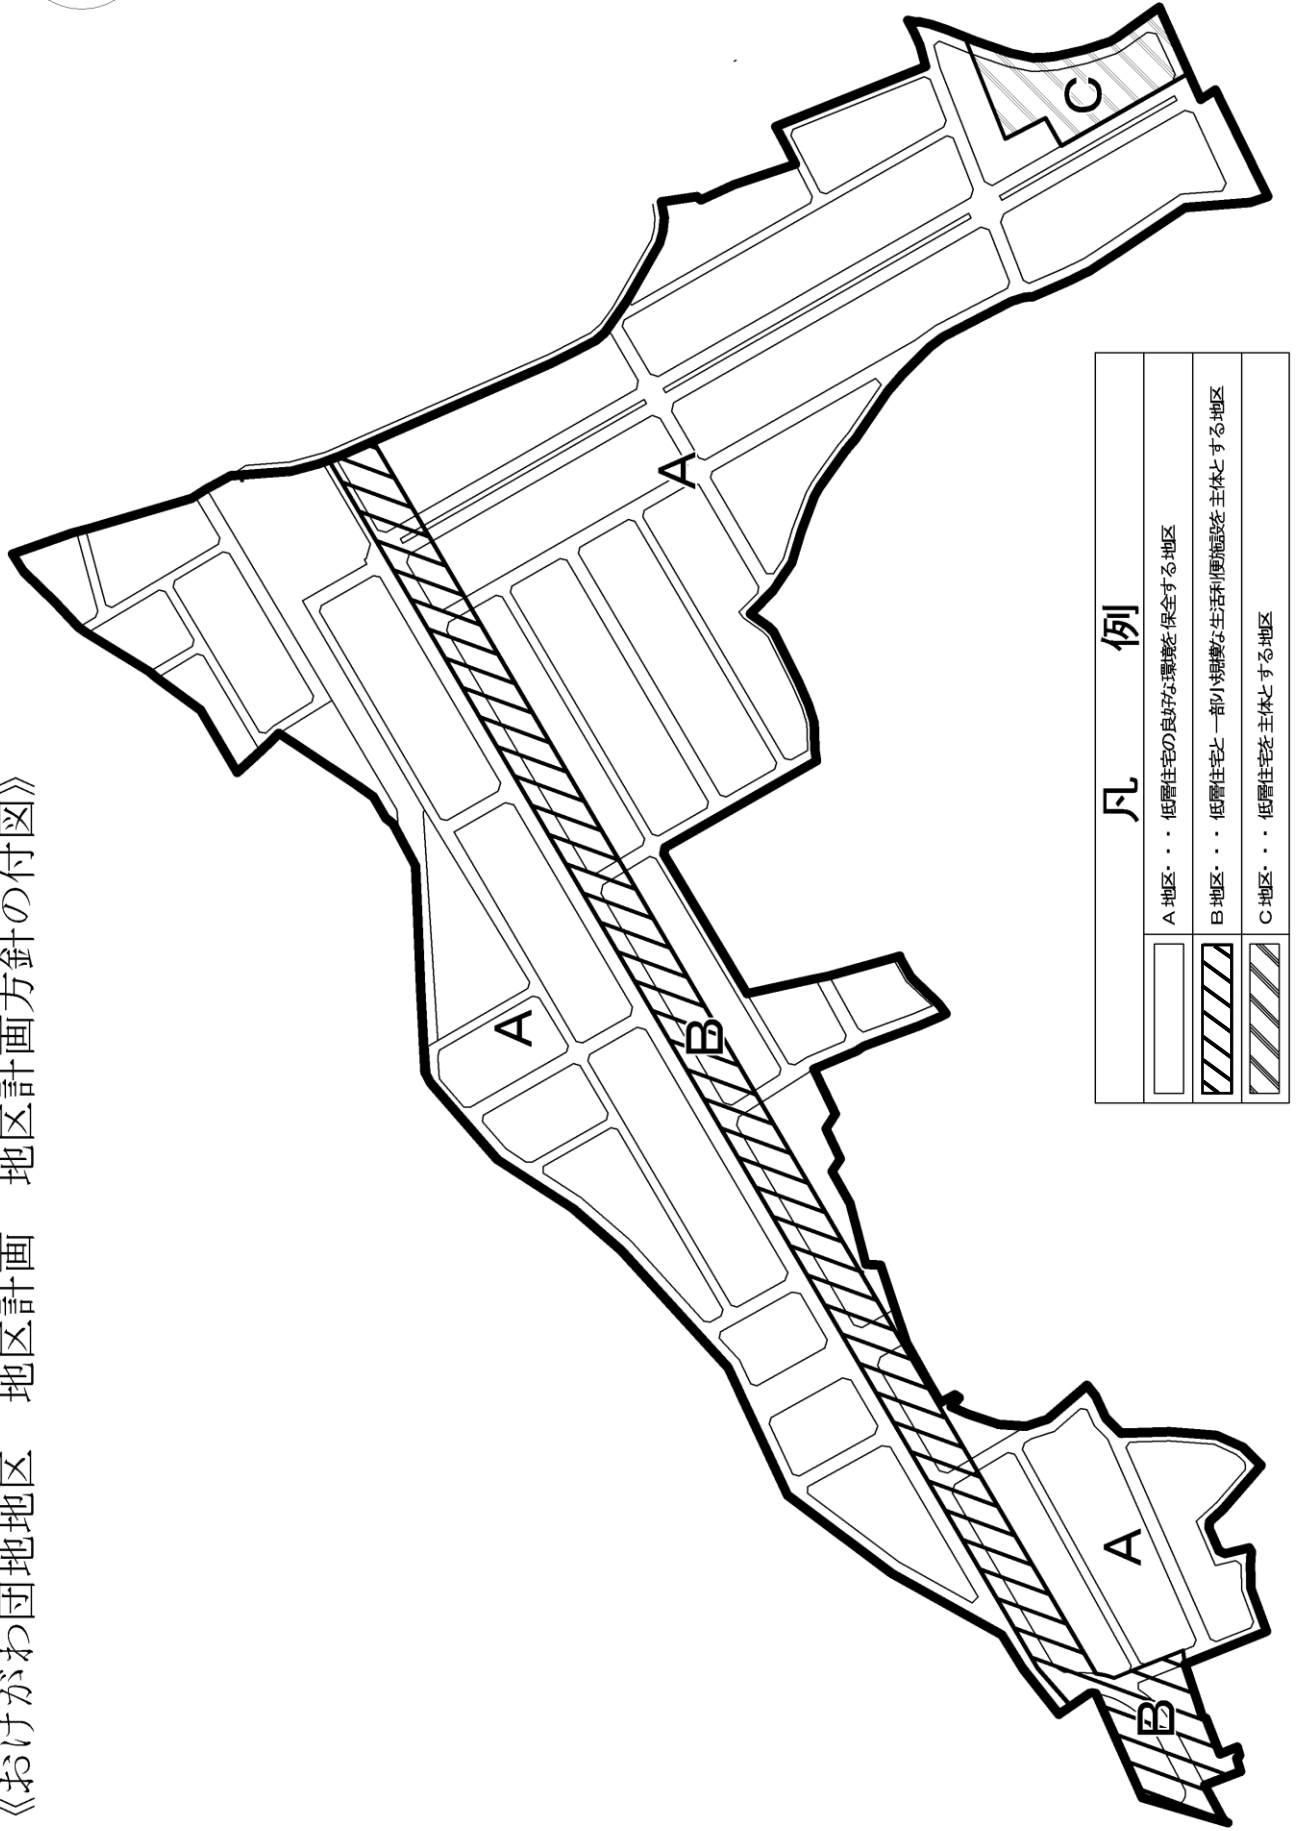 《おけがわ団地地区 地区計画 地区計画方針の付図》
A
A
B
A
B
C
凡 例
A地区・・・低層住宅の良好な環境を保全する地区
B地区・・・低層住宅と一部小規模な生活利便施設を主体とする地区
C地区・・・低層住宅を主体とする地区